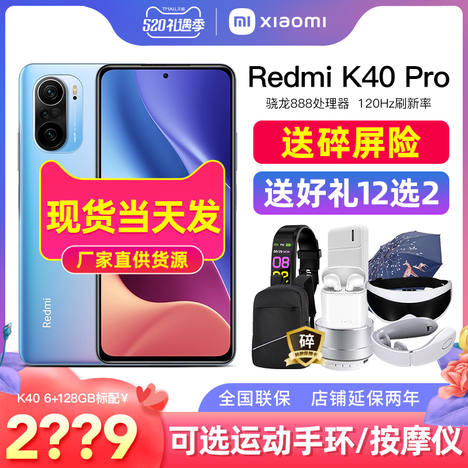 TMALL天猫
520礼遇季
xiaomi
Redmi K40 Pro
骁龙888处理器 120Hz刷新率
送碎屏险
送好礼12选2
现货当天发
厂家直供货源
Redmi
碎
K40 6+128GB标配¥
2??9
全国联保 店铺延保两年
可选运动手环/按摩仪